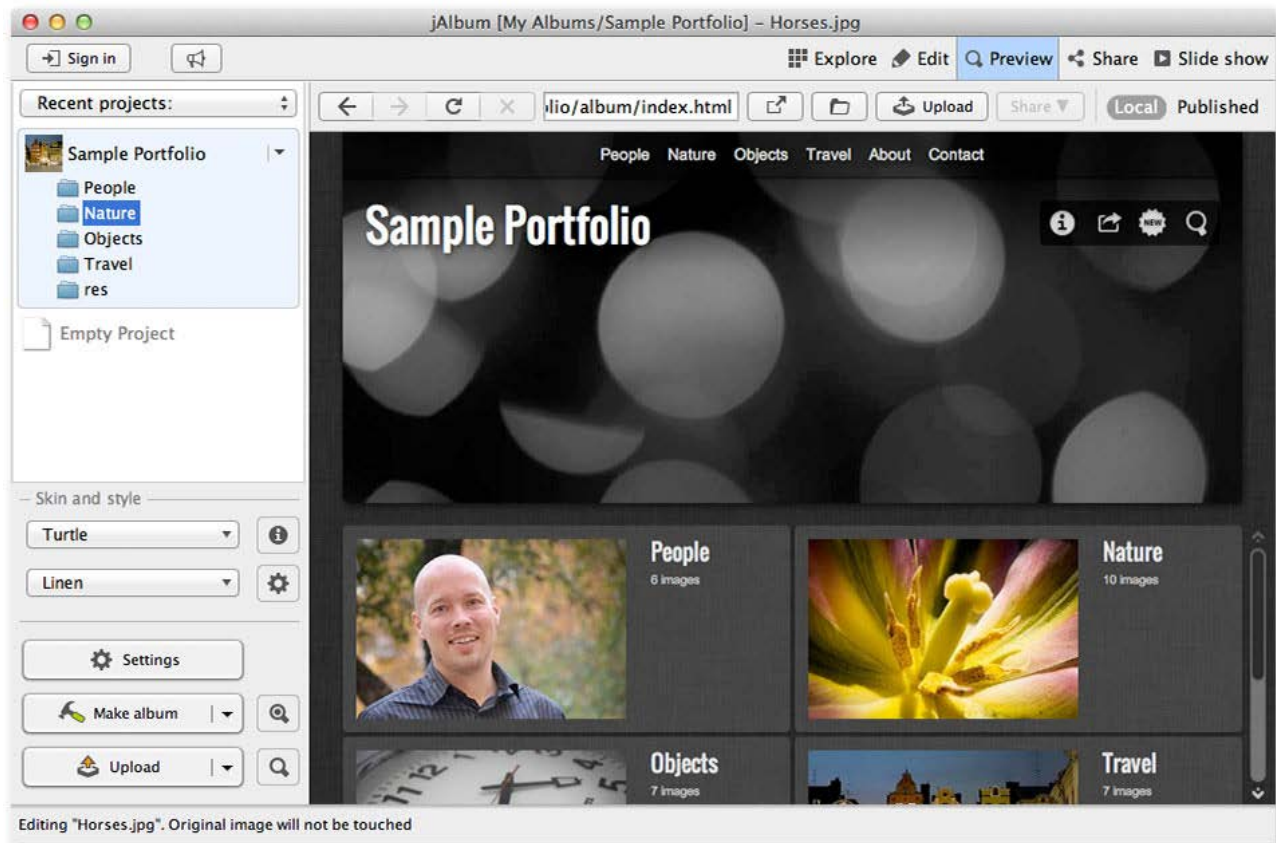 jAlbum [My Albums/Sample Portfolio] – Horses.jpg
Sign in
Explore Edit Preview Share Slide show
Recent projects:
lio/album/index.html Upload Share Local Published
Sample Portfolio
People
Nature
Objects
Travel
res
Empty Project
Skin and style
Turtle
Linen
Settings
Make album
Upload
People Nature Objects Travel About Contact
Sample Portfolio
NEW
People
6 images
Nature
10 images
12
11
Objects
7 images
Travel
7 images
Editing "Horses.jpg". Original image will not be touched